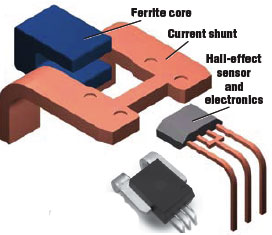 Ferrite core
Current shunt
Hall-effect
sensor
and
electronics